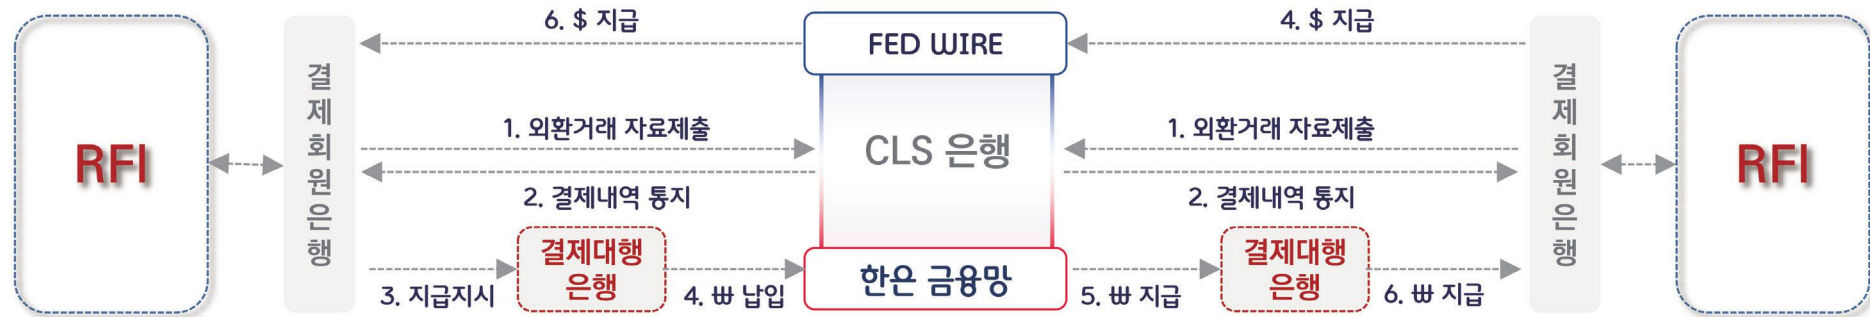 6. $ 지급
FED WIRE
4. $ 지급
RFI
결제회원은행
1. 외환거래 자료제출
CLS 은행
1. 외환거래 자료제출
결제회원은행
RFI
2. 결제내역 통지
2. 결제내역 통지
3. 지급지시
결제대행
은행
4. ₩ 납입
한은 금융망
5. ₩ 지급
결제대행
은행
6. ₩ 지급